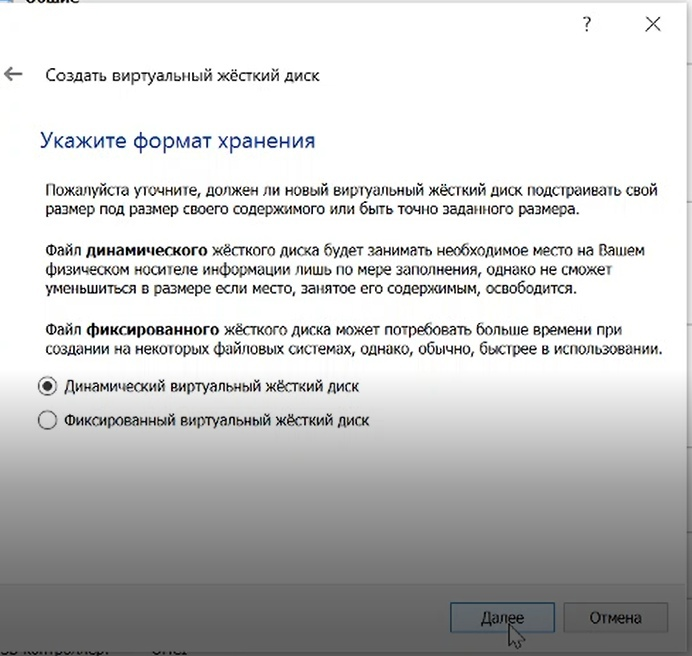 Общие
?
Создать виртуальный жёсткий диск
Укажите формат хранения
Пожалуйста уточните, должен ли новый виртуальный жёсткий диск подстраивать свой
размер под размер своего содержимого или быть точно заданного размера.
Файл динамического жёсткого диска будет занимать необходимое место на Вашем
физическом носителе информации лишь по мере заполнения, однако не сможет
уменьшиться в размере если место, занятое его содержимым, освободится.
Файл фиксированного жёсткого диска может потребовать больше времени при
создании на некоторых файловых системах, однако, обычно, быстрее в использовании.
Динамический виртуальный жёсткий диск
Фиксированный виртуальный жёсткий диск
Далее Отмена